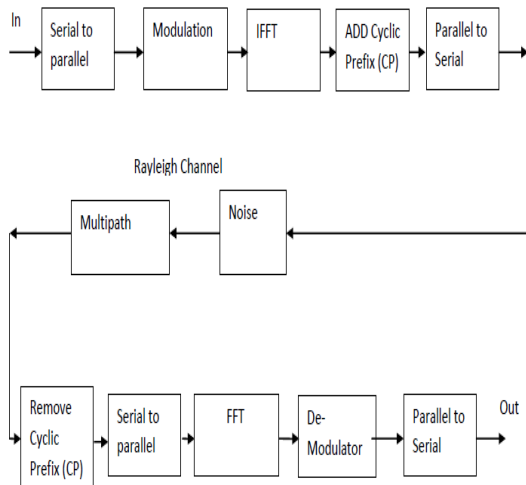 In
Serial to
parallel
Modulation
IFFT
ADD Cyclic
Prefix (CP)
Parallel to
Serial
Rayleigh Channel
Multipath
Noise
Remove
Cyclic
Prefix (CP)
Serial to
parallel
FFT
De-
Modulator
Parallel to
Serial
Out